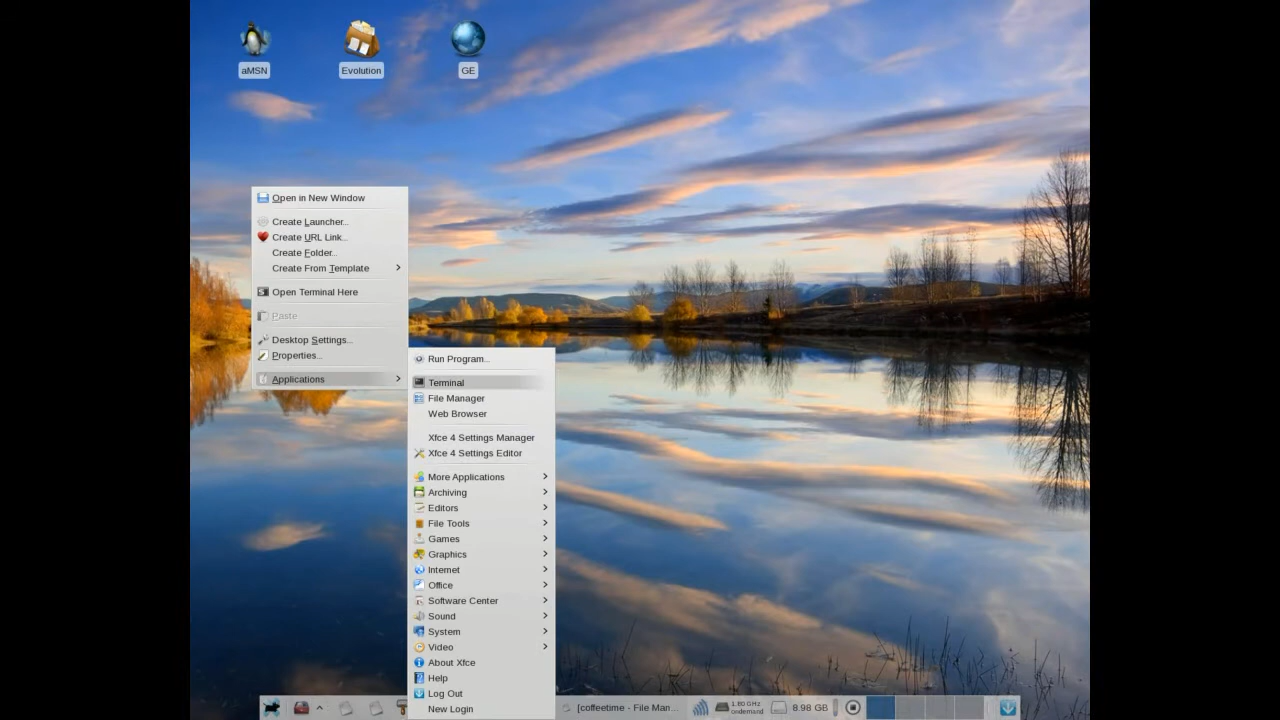 aMSN
Evolution
GE
Open in New Window
Create Launcher...
Create URL Link...
Create Folder...
Create From Template
Open Terminal Here
Paste
Desktop Settings...
Properties...
Applications
Run Program...
Terminal
File Manager
Web Browser
Xfce 4 Settings Manager
Xfce 4 Settings Editor
More Applications
Archiving
Editors
File Tools
Games
Graphics
Internet
Office
Software Center
Sound
System
Video
About Xfce
Help
Log Out
New Login
[coffeetime - File Man...
1.80 GHz
ondemand
8.98 GB